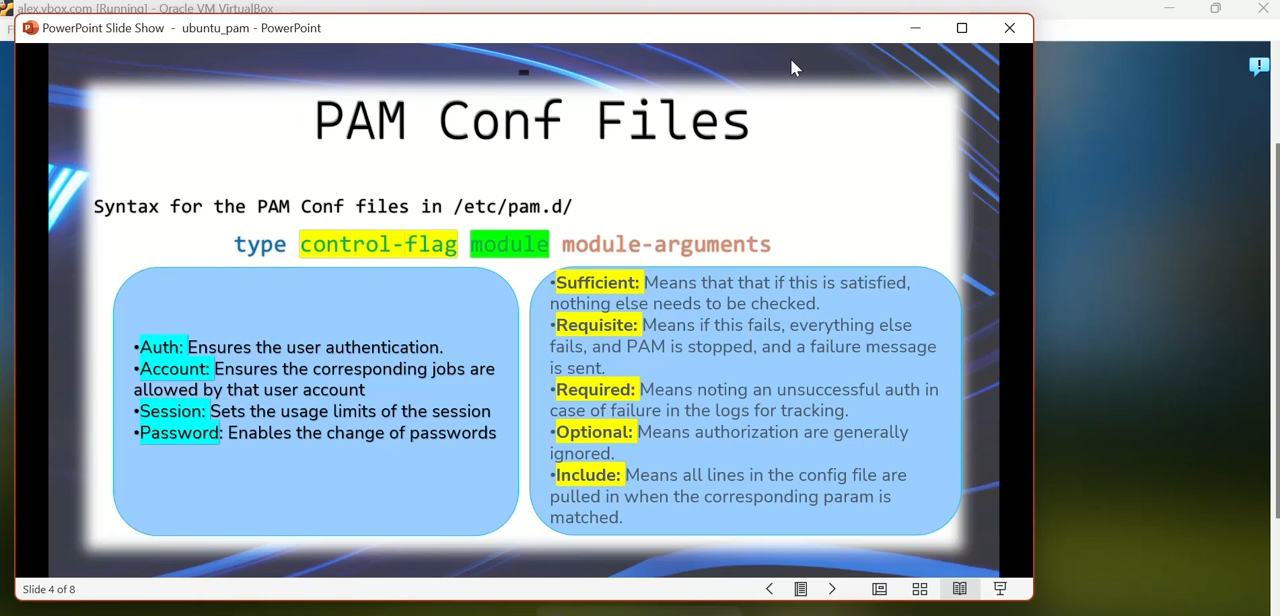 alex.vbox.com [Running] - Oracle VM VirtualBox
PowerPoint Slide Show - ubuntu_pam - PowerPoint
PAM Conf Files
Syntax for the PAM Conf files in /etc/pam.d/
type control-flag module module-arguments
•Auth: Ensures the user authentication.
•Account: Ensures the corresponding jobs are
allowed by that user account
•Session: Sets the usage limits of the session
•Password: Enables the change of passwords
•Sufficient: Means that that if this is satisfied,
nothing else needs to be checked.
•Requisite: Means if this fails, everything else
fails, and PAM is stopped, and a failure message
is sent.
•Required: Means noting an unsuccessful auth in
case of failure in the logs for tracking.
•Optional: Means authorization are generally
ignored.
•Include: Means all lines in the config file are
pulled in when the corresponding param is
matched.
Slide 4 of 8